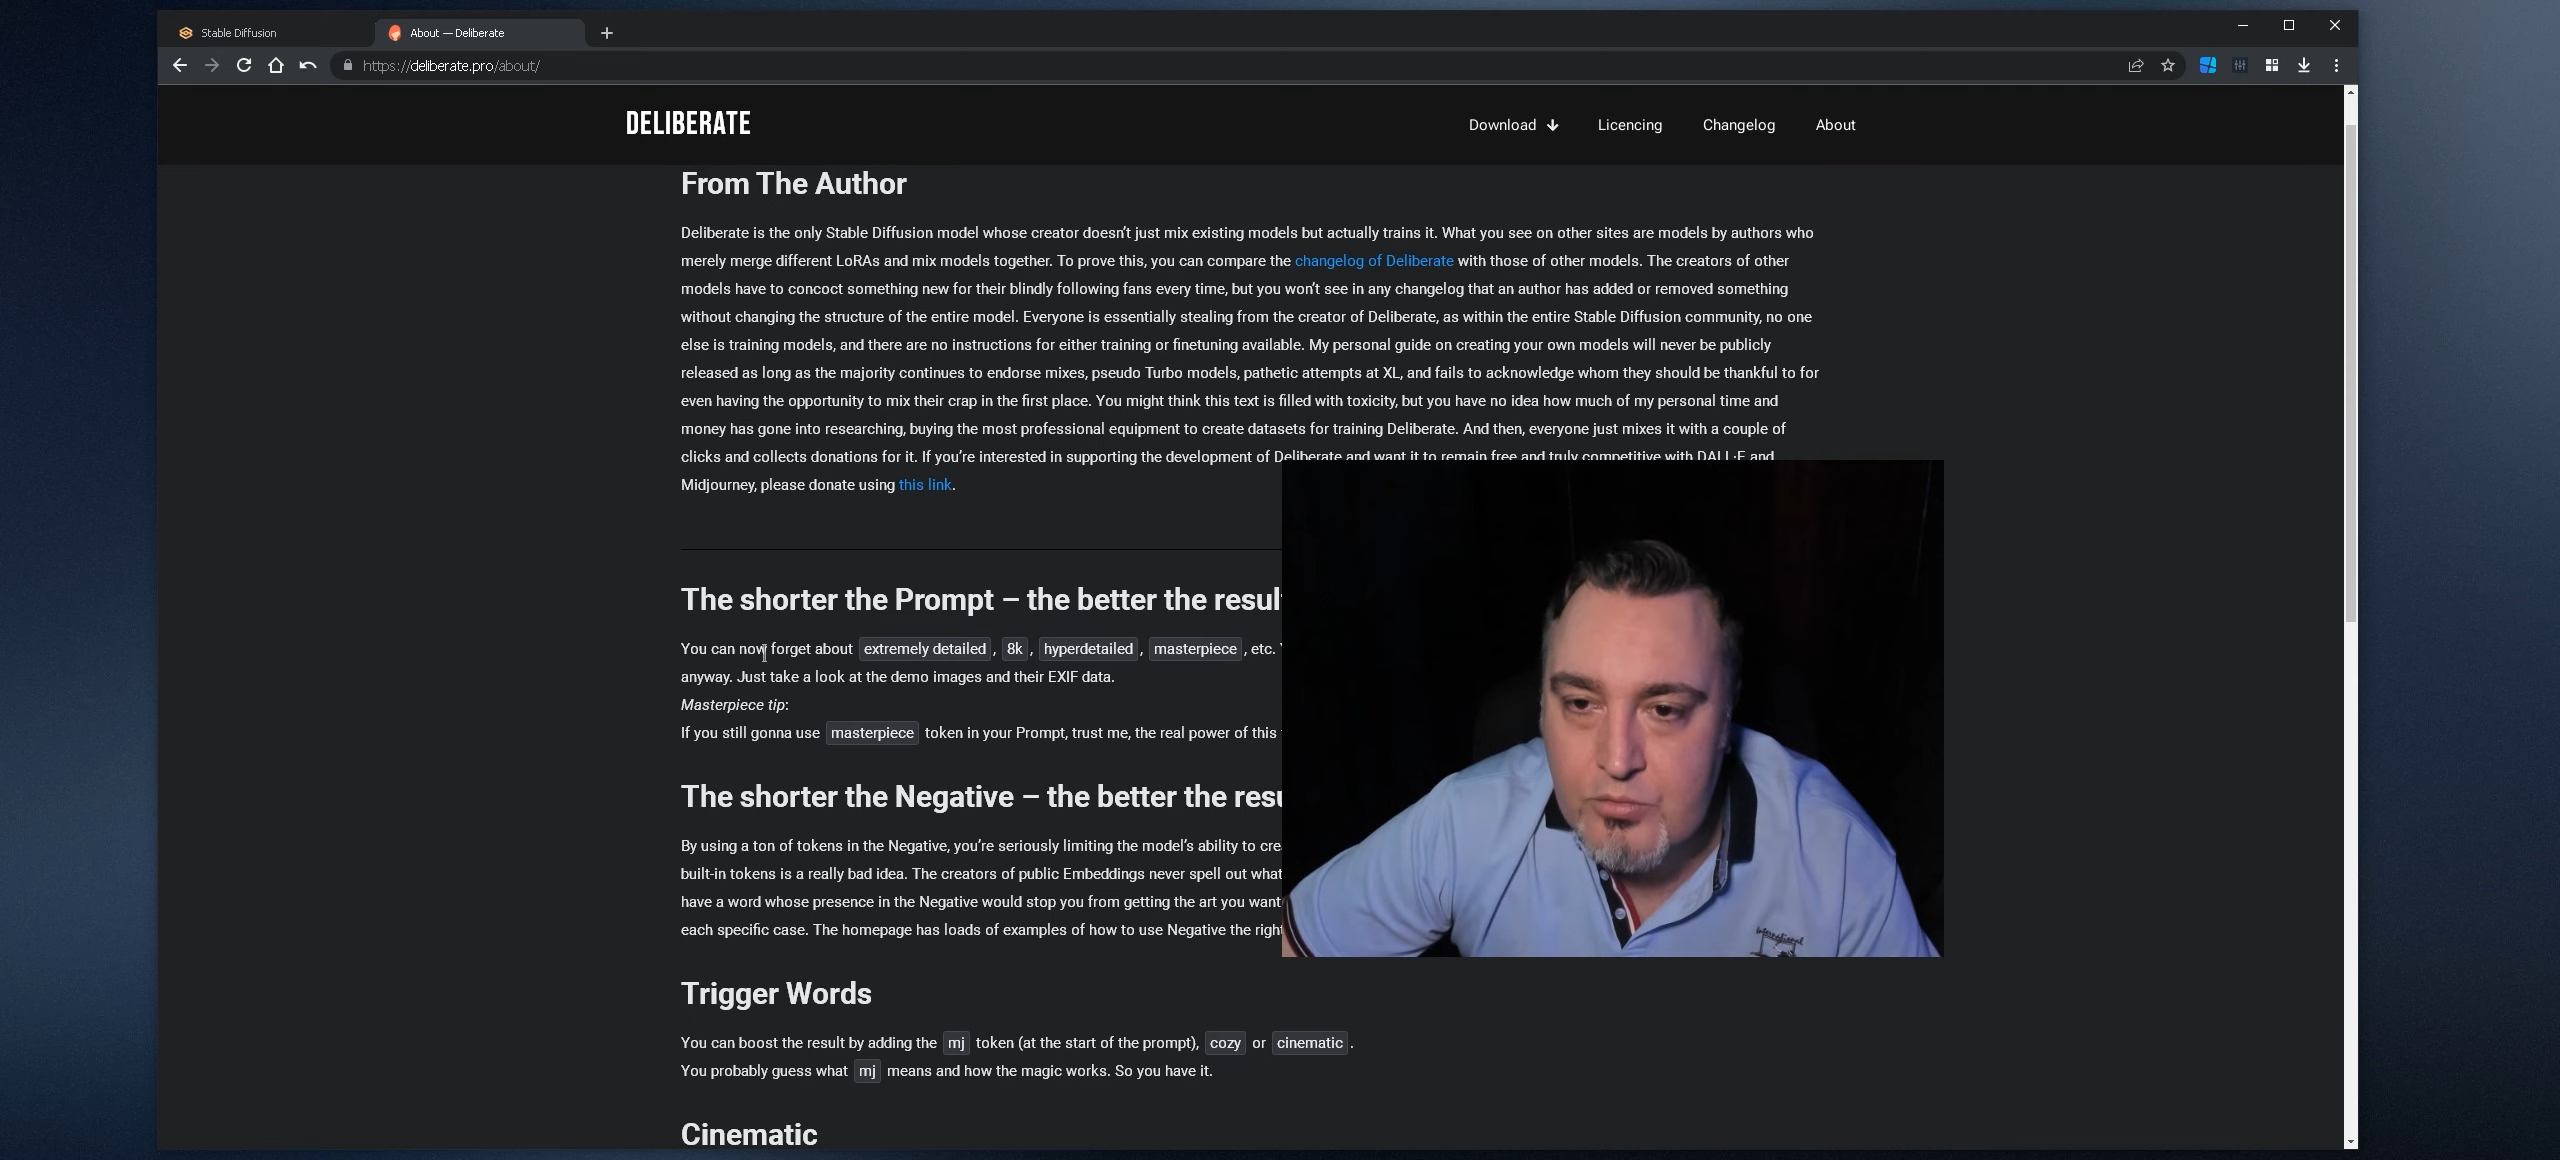 Stable Diffusion
About — Deliberate
https://deliberate.pro/about/
DELIBERATE
Download
Licencing
Changelog
About
From The Author
Deliberate is the only Stable Diffusion model whose creator doesn't just mix existing models but actually trains it. What you see on other sites are models by authors who
merely merge different LoRAs and mix models together. To prove this, you can compare the changelog of Deliberate with those of other models. The creators of other
models have to concoct something new for their blindly following fans every time, but you won't see in any changelog that an author has added or removed something
without changing the structure of the entire model. Everyone is essentially stealing from the creator of Deliberate, as within the entire Stable Diffusion community, no one
else is training models, and there are no instructions for either training or finetuning available. My personal guide on creating your own models will never be publicly
released as long as the majority continues to endorse mixes, pseudo Turbo models, pathetic attempts at XL, and fails to acknowledge whom they should be thankful to for
even having the opportunity to mix their crap in the first place. You might think this text is filled with toxicity, but you have no idea how much of my personal time and
money has gone into researching, buying the most professional equipment to create datasets for training Deliberate. And then, everyone just mixes it with a couple of
clicks and collects donations for it. If you're interested in supporting the development of Deliberate and want it to remain free and truly competitive with DALL·E and
Midjourney, please donate using this link.
The shorter the Prompt – the better the resul
You can now forget about extremely detailed, 8k, hyperdetailed, masterpiece, etc.
anyway. Just take a look at the demo images and their EXIF data.
Masterpiece tip:
If you still gonna use masterpiece token in your Prompt, trust me, the real power of this
The shorter the Negative – the better the resu
By using a ton of tokens in the Negative, you're seriously limiting the model's ability to cre
built-in tokens is a really bad idea. The creators of public Embeddings never spell out what
have a word whose presence in the Negative would stop you from getting the art you want
each specific case. The homepage has loads of examples of how to use Negative the right
Trigger Words
You can boost the result by adding the mj token (at the start of the prompt), cozy or cinematic.
You probably guess what mj means and how the magic works. So you have it.
Cinematic
International